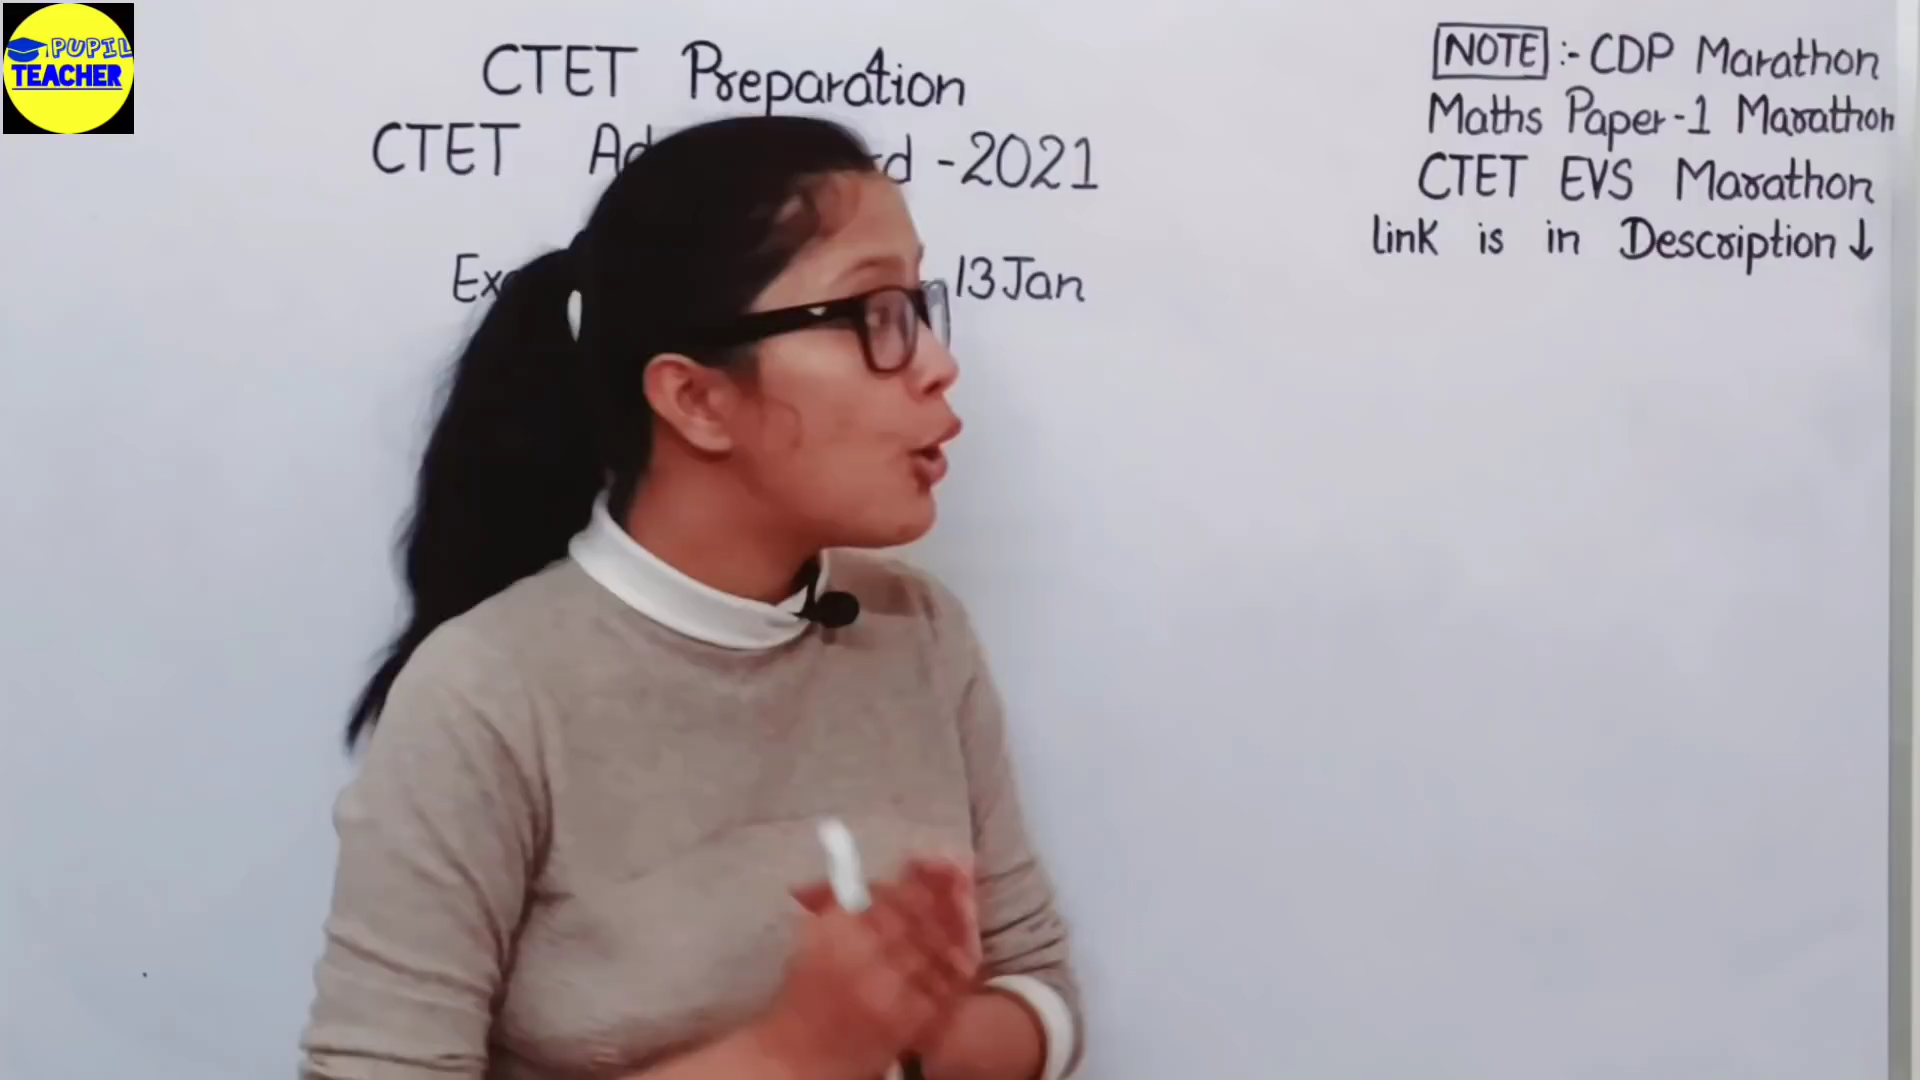 PUPIL
TEACHER
CTET Preparation
CTET -2021
13 Jan
NOTE :- CDP Marathon
Maths Paper-1 Marathon
CTET EVS Marathon
link is in Description ↓